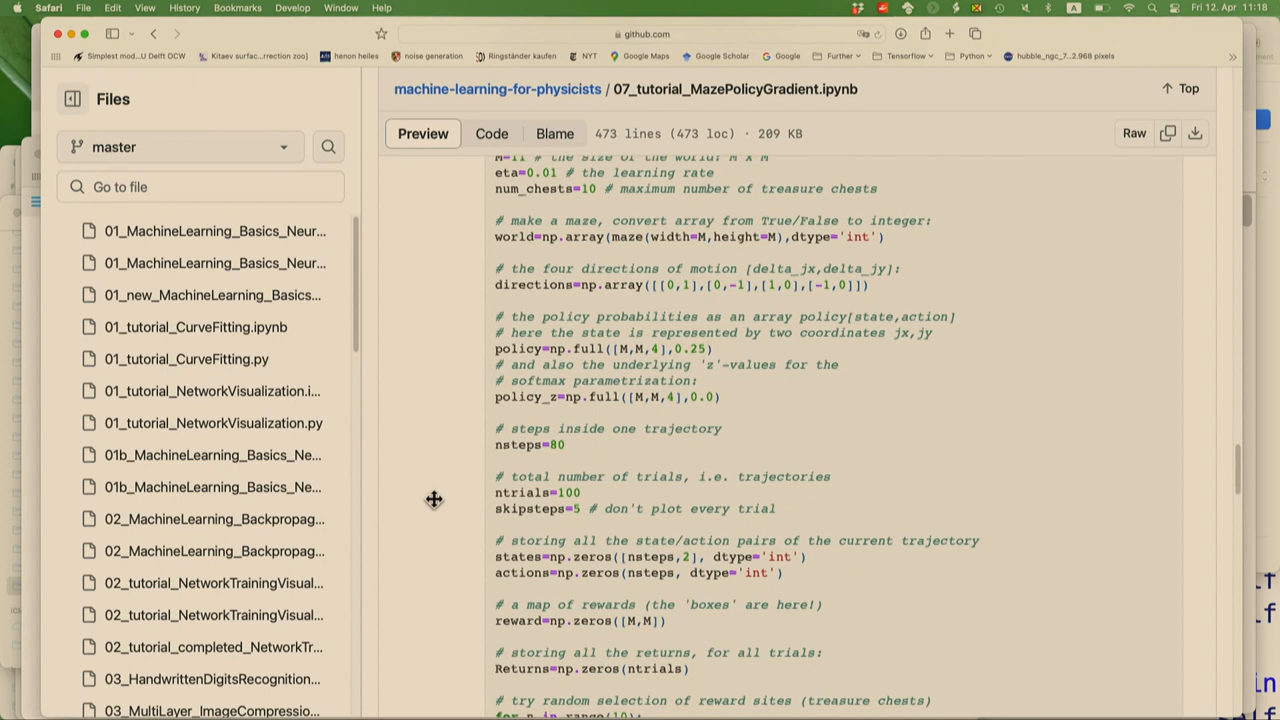 Safari File Edit View History Bookmarks Develop Window Help
A
Fri 12. Apr 11:18
github.com
Simplest mod...U Delft OCW
Kitaev surfac...rrection zoo]
henon heiles
noise generation
Ringständer kaufen
NYT
Google Maps
Google Scholar
Google
Further
Tensorflow
Python
hubble_ngc_7...2.968 pixels
Files
machine-learning-for-physicists / 07_tutorial_MazePolicyGradient.ipynb
Top
master
Preview Code Blame 473 lines (473 loc) · 209 KB
Raw
Go to file
01_MachineLearning_Basics_Neur...
01_MachineLearning_Basics_Neur...
01_new_MachineLearning_Basics...
01_tutorial_CurveFitting.ipynb
01_tutorial_CurveFitting.py
01_tutorial_NetworkVisualization.i...
01_tutorial_NetworkVisualization.py
01b_MachineLearning_Basics_Ne...
01b_MachineLearning_Basics_Ne...
02_MachineLearning_Backpropag...
02_MachineLearning_Backpropag...
02_tutorial_NetworkTrainingVisual...
02_tutorial_NetworkTrainingVisual...
02_tutorial_completed_NetworkTr...
03_HandwrittenDigitsRecognition...
03_MultiLayer_ImageCompressio...
M=11 # the size of the world: M x M
eta=0.01 # the learning rate
num_chests=10 # maximum number of treasure chests
# make a maze, convert array from True/False to integer:
world=np.array(maze(width=M,height=M),dtype='int')
# the four directions of motion [delta_jx,delta_jy]:
directions=np.array([[0,1],[0,-1],[1,0],[-1,0]])
# the policy probabilities as an array policy[state,action]
# here the state is represented by two coordinates jx,jy
policy=np.full([M,M,4],0.25)
# and also the underlying 'z'-values for the
# softmax parametrization:
policy_z=np.full([M,M,4],0.0)
# steps inside one trajectory
nsteps=80
# total number of trials, i.e. trajectories
ntrials=100
skipsteps=5 # don't plot every trial
# storing all the state/action pairs of the current trajectory
states=np.zeros([nsteps,2], dtype='int')
actions=np.zeros(nsteps, dtype='int')
# a map of rewards (the 'boxes' are here!)
reward=np.zeros([M,M])
# storing all the returns, for all trials:
Returns=np.zeros(ntrials)
# try random selection of reward sites (treasure chests)
for n in range(10):